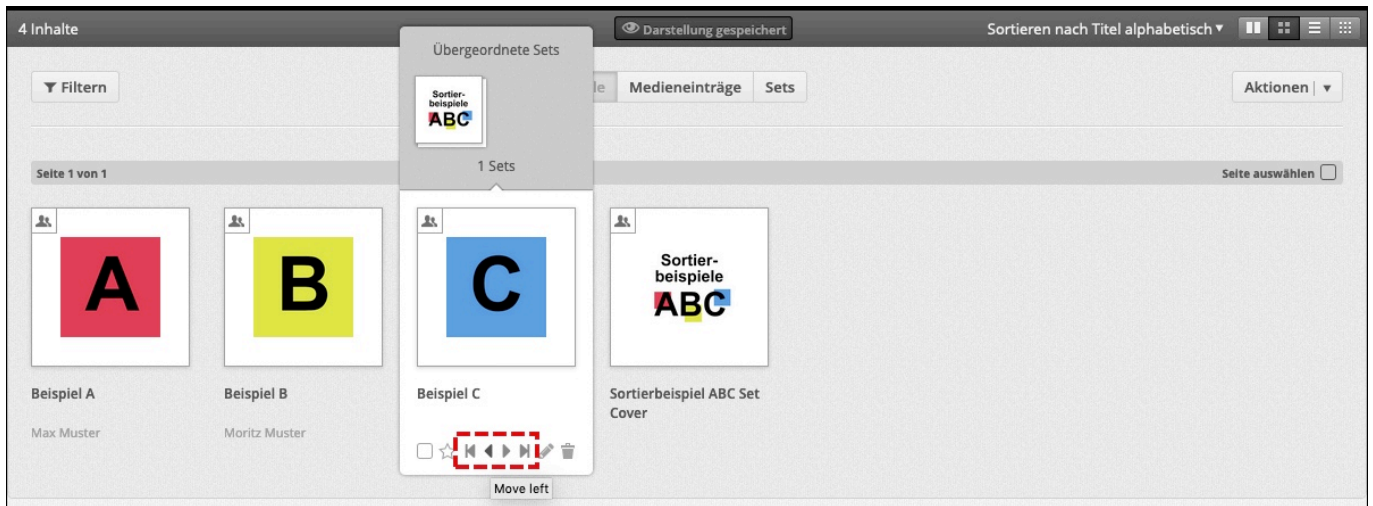 4 Inhalte
Darstellung gespeichert
Sortieren nach Titel alphabetisch
Übergeordnete Sets
Sortier-
beispiele
ABC
1 Sets
Filtern
le
Medieneinträge
Sets
Aktionen
Seite 1 von 1
Seite auswählen
A
B
C
Sortier-
beispiele
ABC
Beispiel A
Beispiel B
Beispiel C
Sortierbeispiel ABC Set
Cover
Max Muster
Moritz Muster
Move left